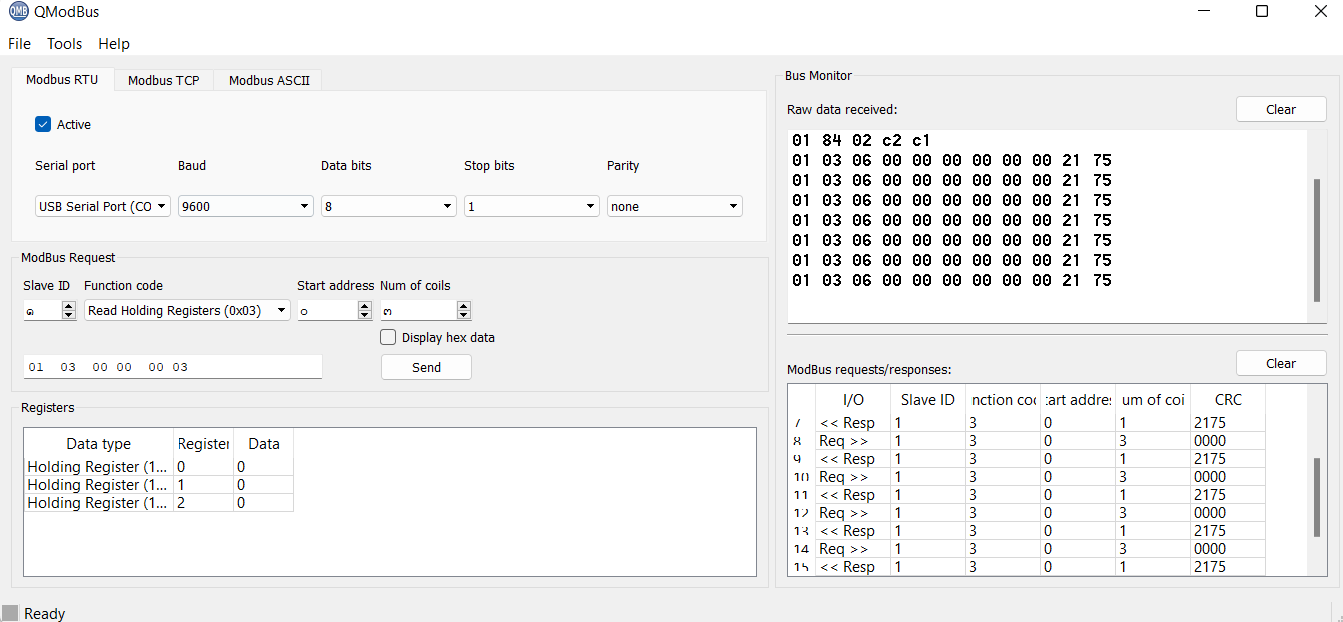 QModBus
File Tools Help
Modbus RTU Modbus TCP Modbus ASCII
Active
Serial port Baud Data bits Stop bits Parity
USB Serial Port (CO 9600 8 1 none
ModBus Request
Slave ID Function code Start address Num of coils
๑ Read Holding Registers (0x03) ๐ ๓
Display hex data
01 03 00 00 00 03 Send
Registers
Data type Register Data
Holding Register (1... 0 0
Holding Register (1... 1 0
Holding Register (1... 2 0
Bus Monitor
Raw data received: Clear
01 84 02 c2 c1
01 03 06 00 00 00 00 00 00 21 75
01 03 06 00 00 00 00 00 00 21 75
01 03 06 00 00 00 00 00 00 21 75
01 03 06 00 00 00 00 00 00 21 75
01 03 06 00 00 00 00 00 00 21 75
01 03 06 00 00 00 00 00 00 21 75
01 03 06 00 00 00 00 00 00 21 75
ModBus requests/responses: Clear
I/O Slave ID nction coc tart addres um of coi CRC
7 << Resp 1 3 0 1 2175
8 Req >> 1 3 0 3 0000
9 << Resp 1 3 0 1 2175
10 Req >> 1 3 0 3 0000
11 << Resp 1 3 0 1 2175
12 Req >> 1 3 0 3 0000
13 << Resp 1 3 0 1 2175
14 Req >> 1 3 0 3 0000
15 << Resp 1 3 0 1 2175
Ready